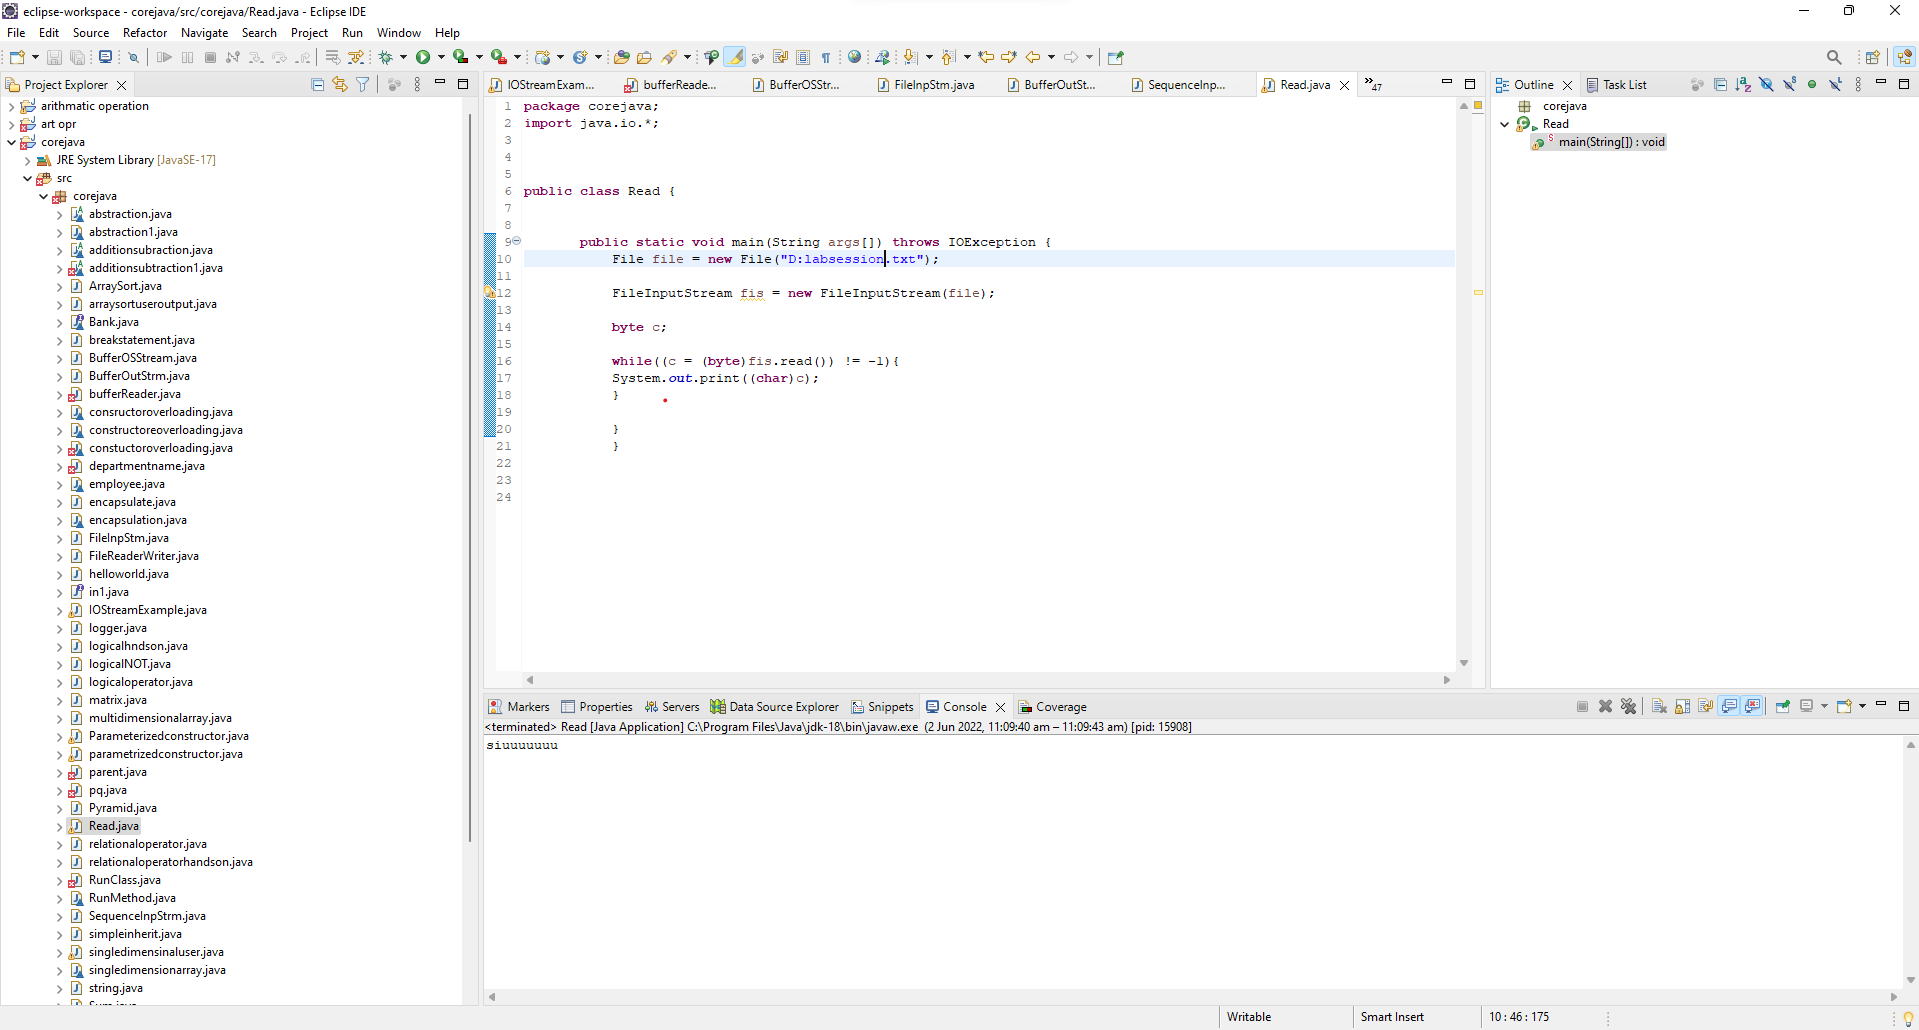 eclipse-workspace - corejava/src/corejava/Read.java - Eclipse IDE
File Edit Source Refactor Navigate Search Project Run Window Help
Project Explorer
arithmatic operation
art opr
corejava
JRE System Library [JavaSE-17]
src
corejava
abstraction.java
abstraction1.java
additionsubraction.java
additionsubtraction1.java
ArraySort.java
arraysortuseroutput.java
Bank.java
breakstatement.java
BufferOSStream.java
BufferOutStrm.java
bufferReader.java
consructoroverloading.java
constructoreoverloading.java
constuctoroverloading.java
departmentname.java
employee.java
encapsulate.java
encapsulation.java
FileInpStm.java
FileReaderWriter.java
helloworld.java
in1.java
IOStreamExample.java
logger.java
logicalhndson.java
logicalNOT.java
logicaloperator.java
matrix.java
multidimensionalarray.java
Parameterizedconstructor.java
parametrizedconstructor.java
parent.java
pq.java
Pyramid.java
Read.java
relationaloperator.java
relationaloperatorhandson.java
RunClass.java
RunMethod.java
SequenceInpStrm.java
simpleinherit.java
singledimensinaluser.java
singledimensionarray.java
string.java
IOStreamExam... bufferReade... BufferOSStr... FileInpStm.java BufferOutSt... SequenceInp... Read.java »47
1 package corejava;
2 import java.io.*;
3
4
5
6 public class Read {
7
8
9 public static void main(String args[]) throws IOException {
10 File file = new File("D:labsession.txt");
11
12 FileInputStream fis = new FileInputStream(file);
13
14 byte c;
15
16 while((c = (byte)fis.read()) != -1){
17 System.out.print((char)c);
18 }
19
20 }
21 }
22
23
24
Outline Task List
corejava
Read
main(String[]) : void
Markers Properties Servers Data Source Explorer Snippets Console Coverage
<terminated> Read [Java Application] C:\Program Files\Java\jdk-18\bin\javaw.exe (2 Jun 2022, 11:09:40 am – 11:09:43 am) [pid: 15908]
siuuuuuuu
Writable Smart Insert 10 : 46 : 175